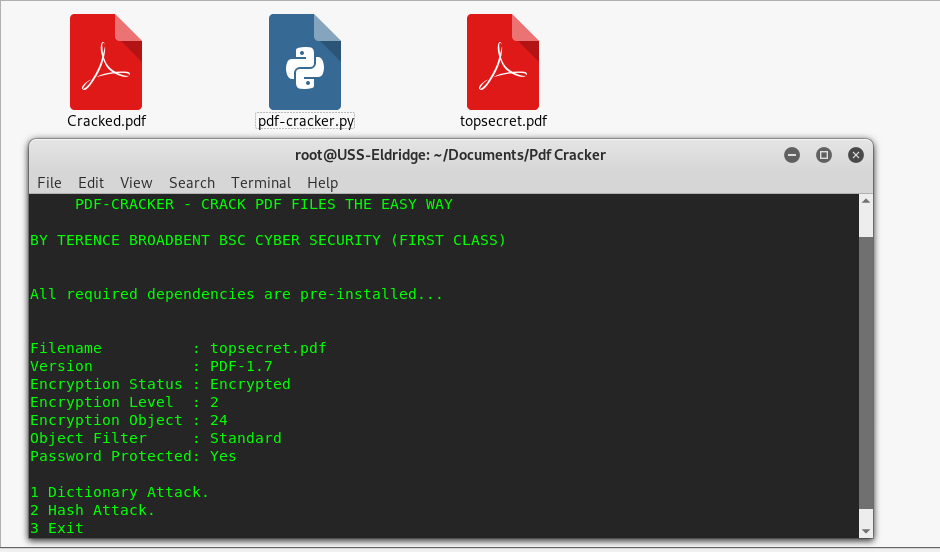 Cracked.pdf
pdf-cracker.py
topsecret.pdf
root@USS-Eldridge: ~/Documents/Pdf Cracker
File Edit View Search Terminal Help
PDF-CRACKER - CRACK PDF FILES THE EASY WAY
BY TERENCE BROADBENT BSC CYBER SECURITY (FIRST CLASS)
All required dependencies are pre-installed...
Filename          : topsecret.pdf
Version           : PDF-1.7
Encryption Status : Encrypted
Encryption Level  : 2
Encryption Object : 24
Object Filter     : Standard
Password Protected: Yes
1 Dictionary Attack.
2 Hash Attack.
3 Exit